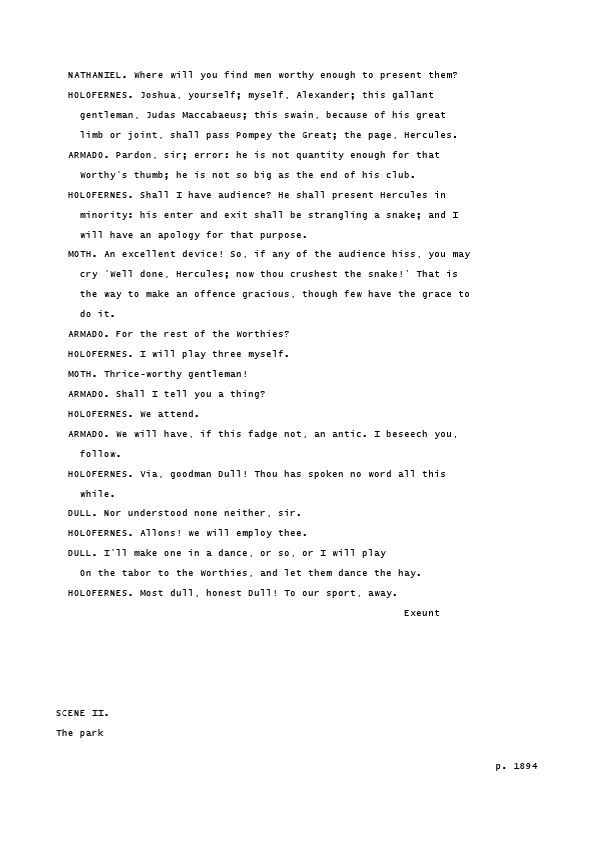 NATHANIEL. Where will you find men worthy enough to present them?
HOLOFERNES. Joshua, yourself; myself, Alexander; this gallant
gentleman, Judas Maccabaeus; this swain, because of his great
limb or joint, shall pass Pompey the Great; the page, Hercules.
ARMADO. Pardon, sir; error: he is not quantity enough for that
Worthy's thumb; he is not so big as the end of his club.
HOLOFERNES. Shall I have audience? He shall present Hercules in
minority: his enter and exit shall be strangling a snake; and I
will have an apology for that purpose.
MOTH. An excellent device! So, if any of the audience hiss, you may
cry 'Well done, Hercules; now thou crushest the snake!' That is
the way to make an offence gracious, though few have the grace to
do it.
ARMADO. For the rest of the Worthies?
HOLOFERNES. I will play three myself.
MOTH. Thrice-worthy gentleman!
ARMADO. Shall I tell you a thing?
HOLOFERNES. We attend.
ARMADO. We will have, if this fadge not, an antic. I beseech you,
follow.
HOLOFERNES. Via, goodman Dull! Thou has spoken no word all this
while.
DULL. Nor understood none neither, sir.
HOLOFERNES. Allons! we will employ thee.
DULL. I'll make one in a dance, or so, or I will play
On the tabor to the Worthies, and let them dance the hay.
HOLOFERNES. Most dull, honest Dull! To our sport, away.
Exeunt
SCENE II.
The park
p. 1894